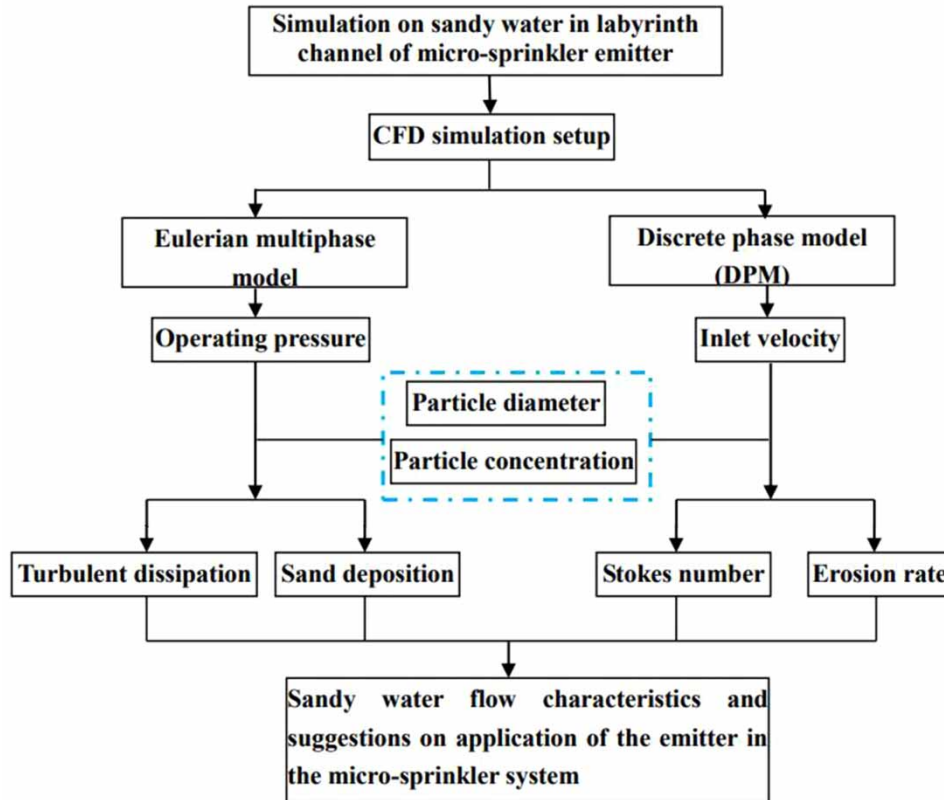 Simulation on sandy water in labyrinth
channel of micro-sprinkler emitter
CFD simulation setup
Eulerian multiphase
model
Discrete phase model
(DPM)
Operating pressure
Inlet velocity
Particle diameter
Particle concentration
Turbulent dissipation
Sand deposition
Stokes number
Erosion rate
Sandy water flow characteristics and
suggestions on application of the emitter in
the micro-sprinkler system